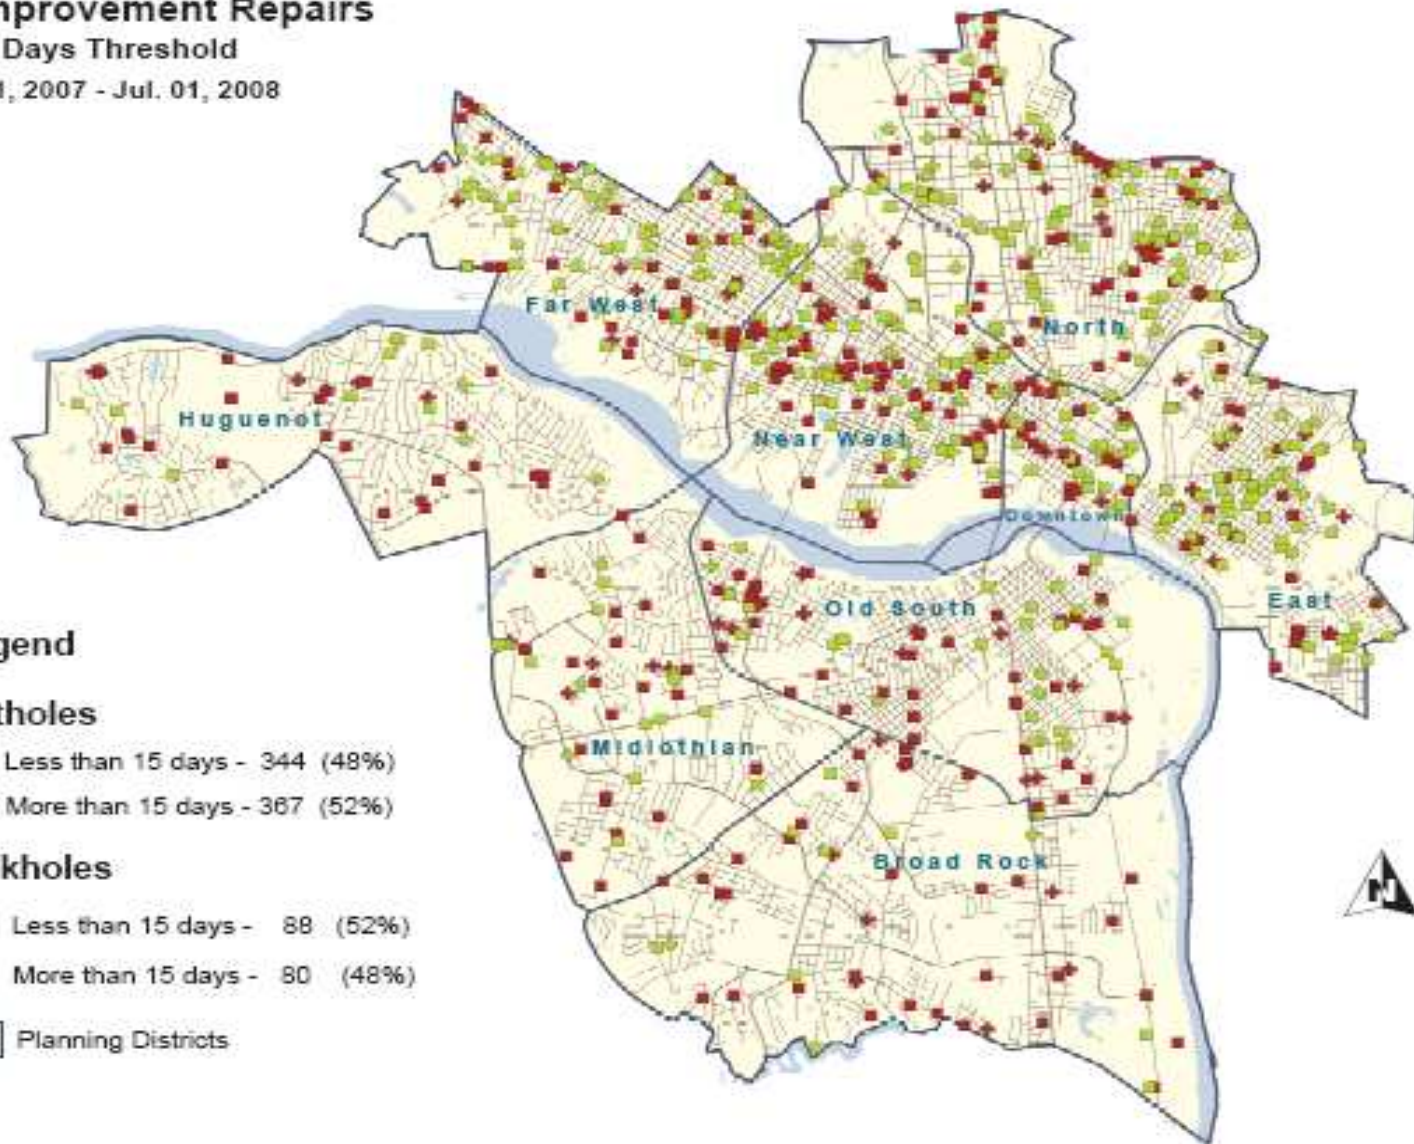 mprovement Repairs
Days Threshold
1, 2007 - Jul. 01, 2008
Far West
North
Huguenot
Near West
Downtown
Old South
East
gend
tholes
Less than 15 days - 344 (48%)
More than 15 days - 367 (52%)
Midlothian
kholes
Broad Rock
Less than 15 days - 88 (52%)
More than 15 days - 80 (48%)
Planning Districts
N